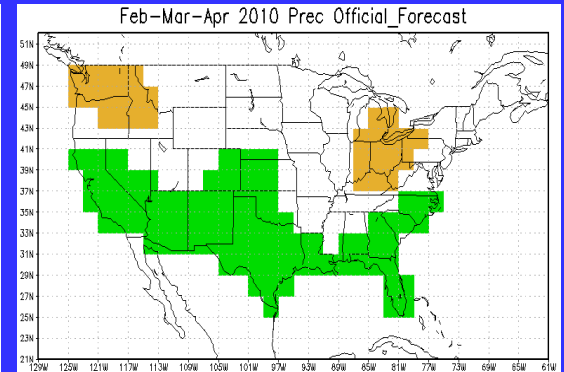 Feb-Mar-Apr 2010 Prec Official_Forecast
51N
49N
47N
45N
43N
41N
39N
37N
35N
33N
31N
29N
27N
25N
23N
21N
129W 125W 121W 117W 113W 109W 105W 101W 97W 93W 89W 85W 81W 77W 73W 69W 65W 61W